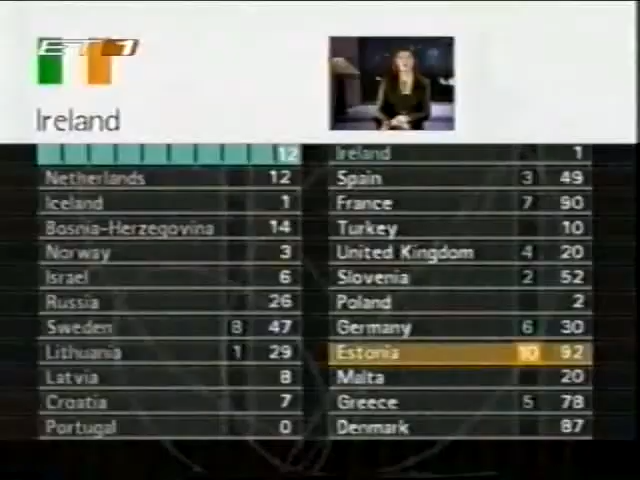 ET1
Ireland
12
Netherlands 12
Iceland 1
Bosnia-Herzegovina 14
Norway 3
Israel 6
Russia 26
Sweden 8 47
Lithuania 1 29
Latvia 8
Croatia 7
Portugal 0
Ireland 1
Spain 3 49
France 7 90
Turkey 10
United Kingdom 4 20
Slovenia 2 52
Poland 2
Germany 6 30
Estonia 10 92
Malta 20
Greece 5 78
Denmark 87